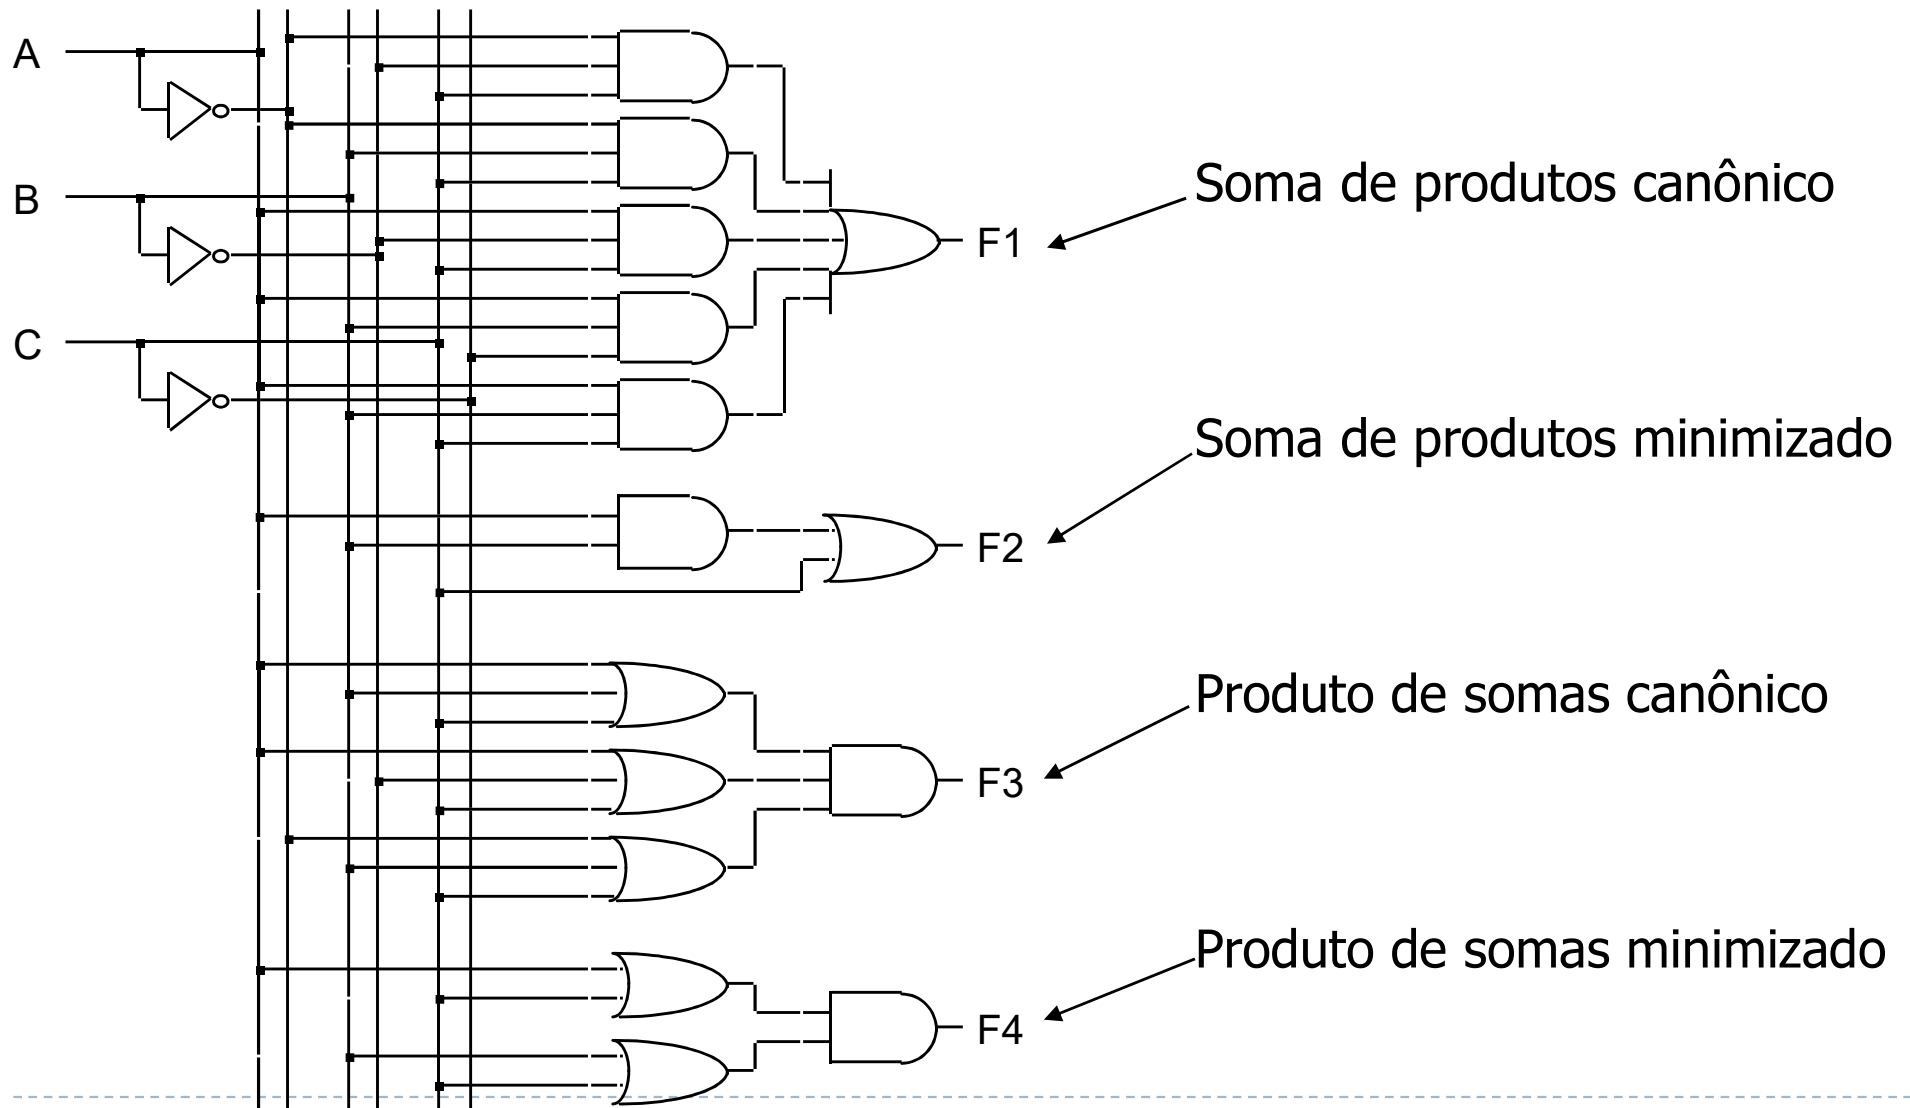 A
B
C
F1
Soma de produtos canônico
F2
Soma de produtos minimizado
F3
Produto de somas canônico
F4
Produto de somas minimizado